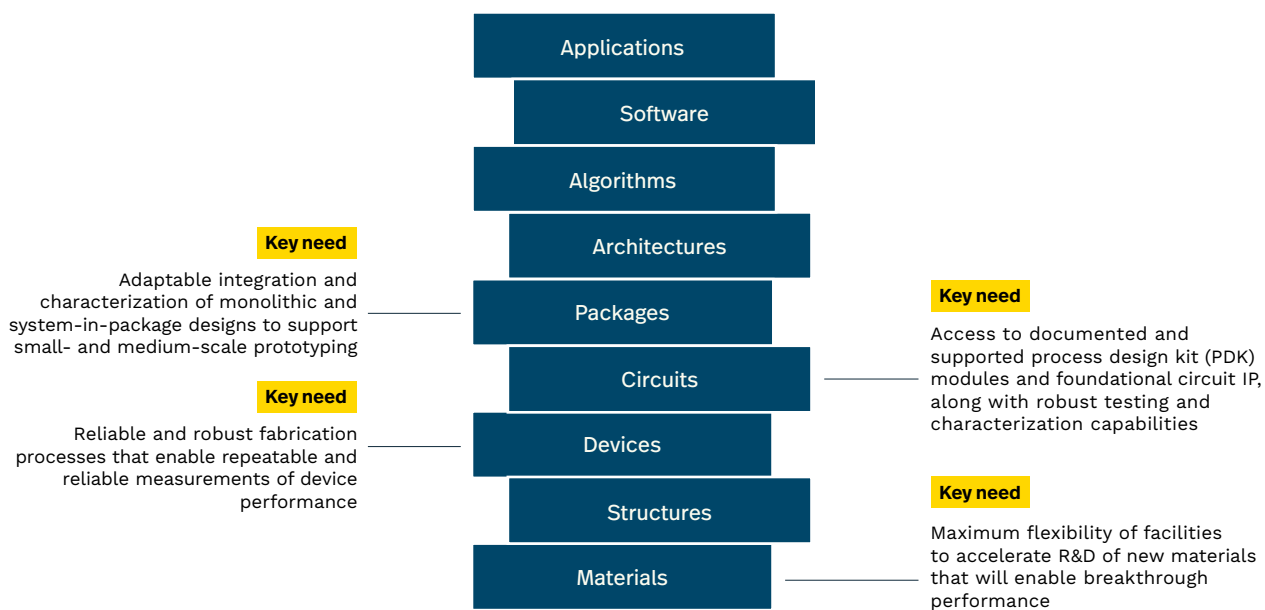 Applications
Software
Algorithms
Architectures
Key need
Adaptable integration and
characterization of monolithic and
system-in-package designs to support
small- and medium-scale prototyping
Packages
Key need
Access to documented and
supported process design kit (PDK)
modules and foundational circuit IP,
along with robust testing and
characterization capabilities
Circuits
Key need
Reliable and robust fabrication
processes that enable repeatable and
reliable measurements of device
performance
Devices
Structures
Key need
Maximum flexibility of facilities
to accelerate R&D of new materials
that will enable breakthrough
performance
Materials